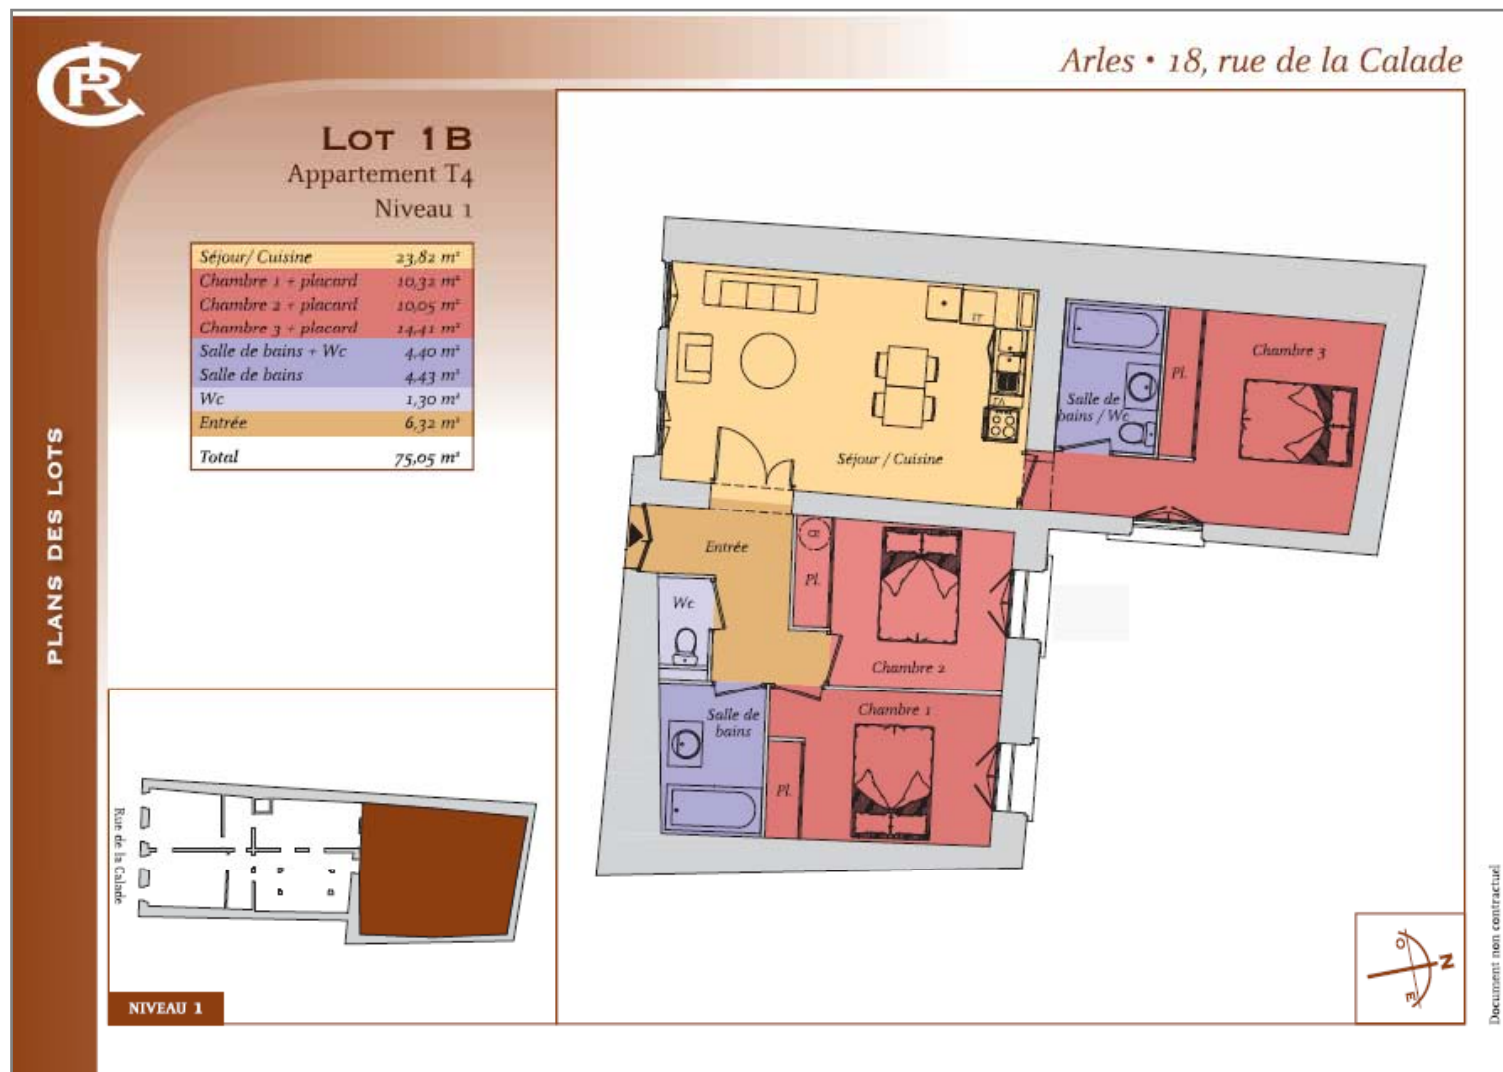 Arles • 18, rue de la Calade
LOT 1B
Appartement T4
Niveau 1
Séjour/ Cuisine 23,82 m²
Chambre 1 + placard 10,32 m²
Chambre 2 + placard 10,05 m²
Chambre 3 + placard 14,41 m²
Salle de bains + Wc 4,40 m²
Salle de bains 4,43 m²
Wc 1,30 m²
Entrée 6,32 m²
Total 75,05 m²
PLANS DES LOTS
Chambre 3
Pl.
Salle de
bains / Wc
Séjour / Cuisine
Entrée
Pl.
Wc
Chambre 2
Chambre 1
Salle de
bains
Pl.
Rue de la Calade
NIVEAU 1
N
O
E
Document non contractuel